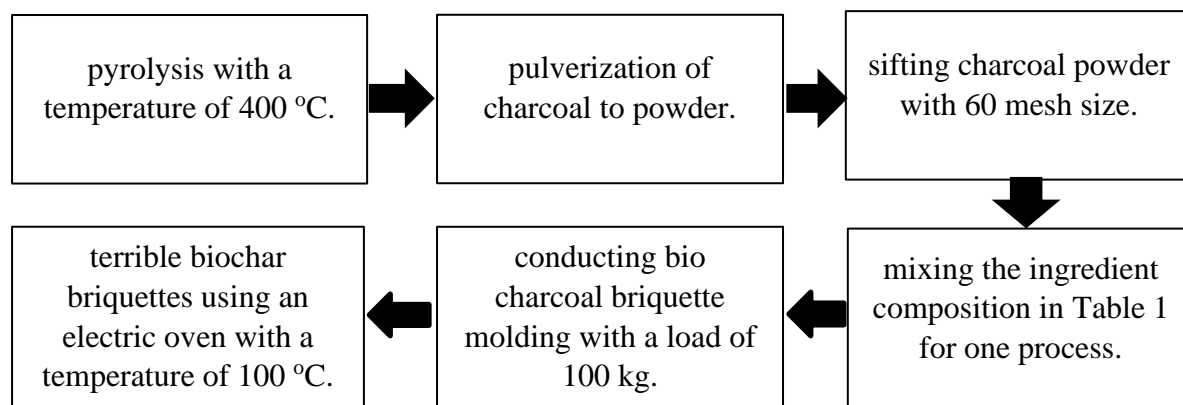 pyrolysis with a
temperature of 400 ºC.
pulverization of
charcoal to powder.
sifting charcoal powder
with 60 mesh size.
mixing the ingredient
composition in Table 1
for one process.
conducting bio
charcoal briquette
molding with a load of
100 kg.
terrible biochar
briquettes using an
electric oven with a
temperature of 100 ºC.